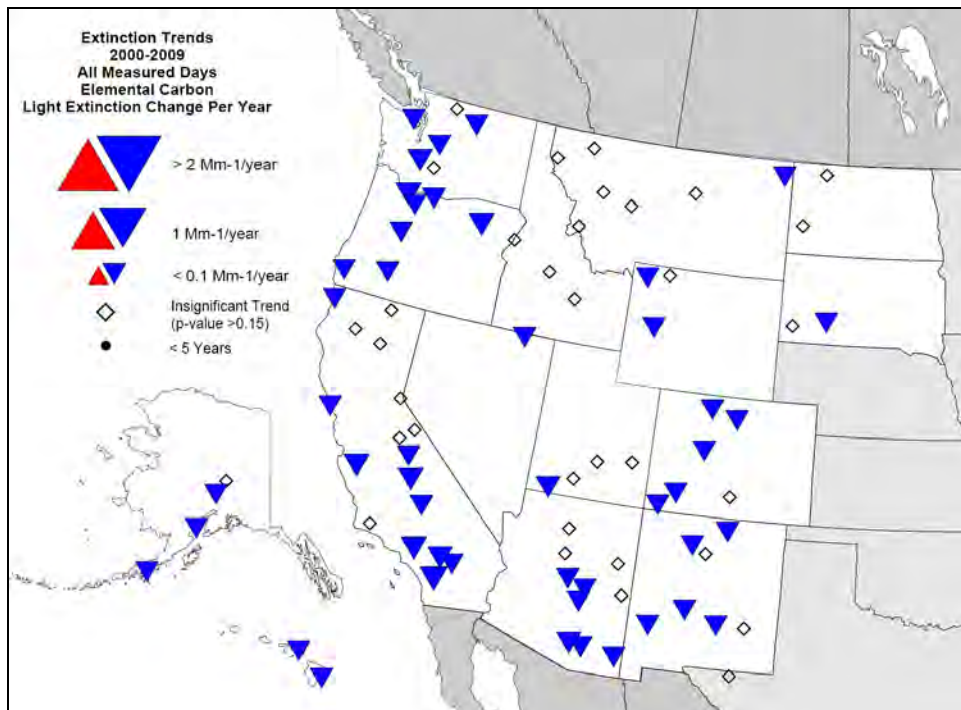 Extinction Trends
2000-2009
All Measured Days
Elemental Carbon
Light Extinction Change Per Year
> 2 Mm-1/year
1 Mm-1/year
< 0.1 Mm-1/year
Insignificant Trend
(p-value >0.15)
< 5 Years